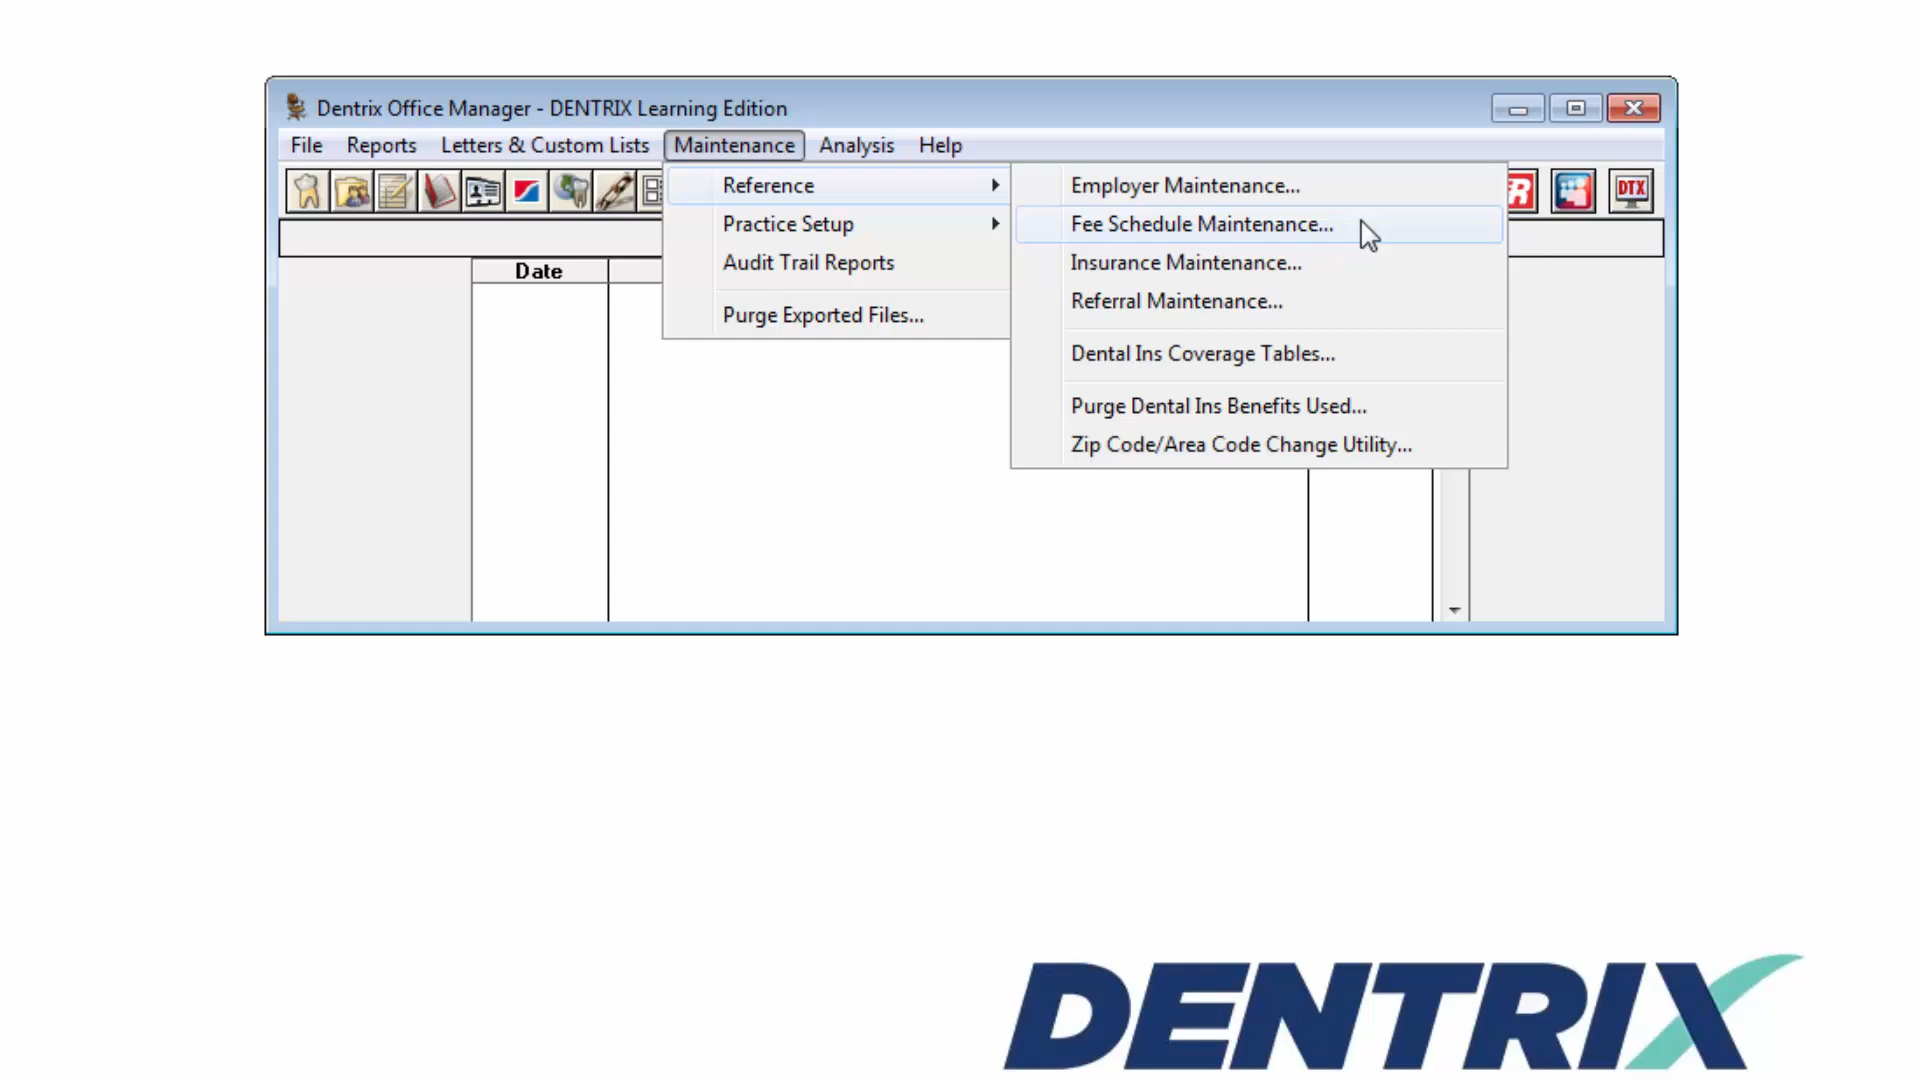 Dentrix Office Manager - DENTRIX Learning Edition
File Reports Letters & Custom Lists Maintenance Analysis Help
Reference
Practice Setup
Audit Trail Reports
Purge Exported Files...
Employer Maintenance...
Fee Schedule Maintenance...
Insurance Maintenance...
Referral Maintenance...
Dental Ins Coverage Tables...
Purge Dental Ins Benefits Used...
Zip Code/Area Code Change Utility...
R
DTX
Date
DENTRIX